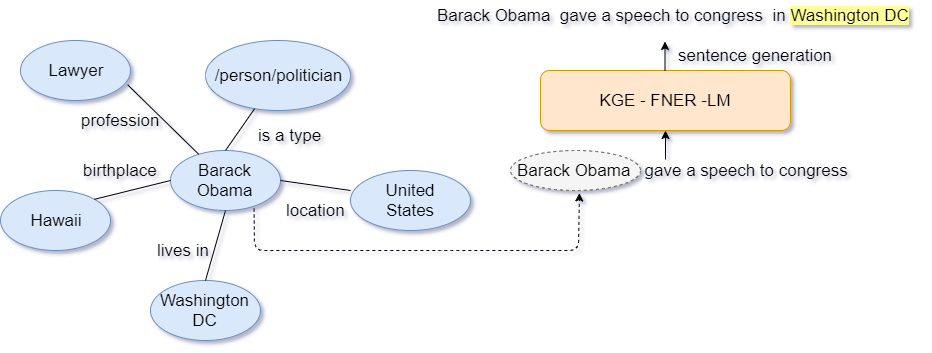 Barack Obama gave a speech to congress in Washington DC
sentence generation
KGE - FNER -LM
Barack Obama gave a speech to congress
Lawyer
/person/politician
profession
is a type
birthplace
Barack
Obama
United
States
location
Hawaii
lives in
Washington
DC